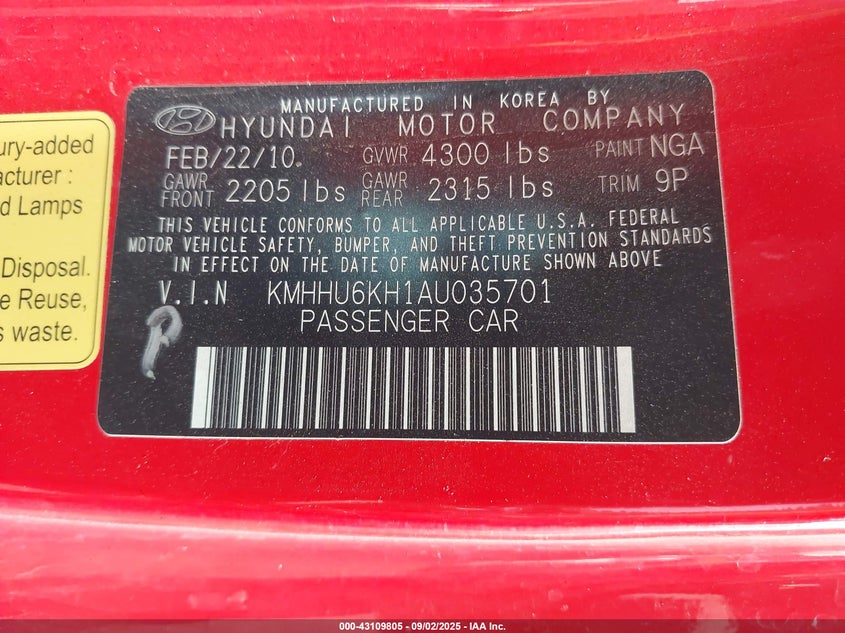 MANUFACTURED IN KOREA BY
HYUNDAI MOTOR COMPANY
FEB/22/10. GVWR 4300 lbs PAINT NGA
GAWR FRONT 2205 lbs GAWR REAR 2315 lbs TRIM 9P
THIS VEHICLE CONFORMS TO ALL APPLICABLE U.S.A. FEDERAL
MOTOR VEHICLE SAFETY, BUMPER, AND THEFT PREVENTION STANDARDS
IN EFFECT ON THE DATE OF MANUFACTURE SHOWN ABOVE
V.I.N KMHHU6KH1AU035701
PASSENGER CAR
ury-added
acturer :
d Lamps
Disposal.
e Reuse,
s waste.
000-43109805 - 09/02/2025 - IAA Inc.